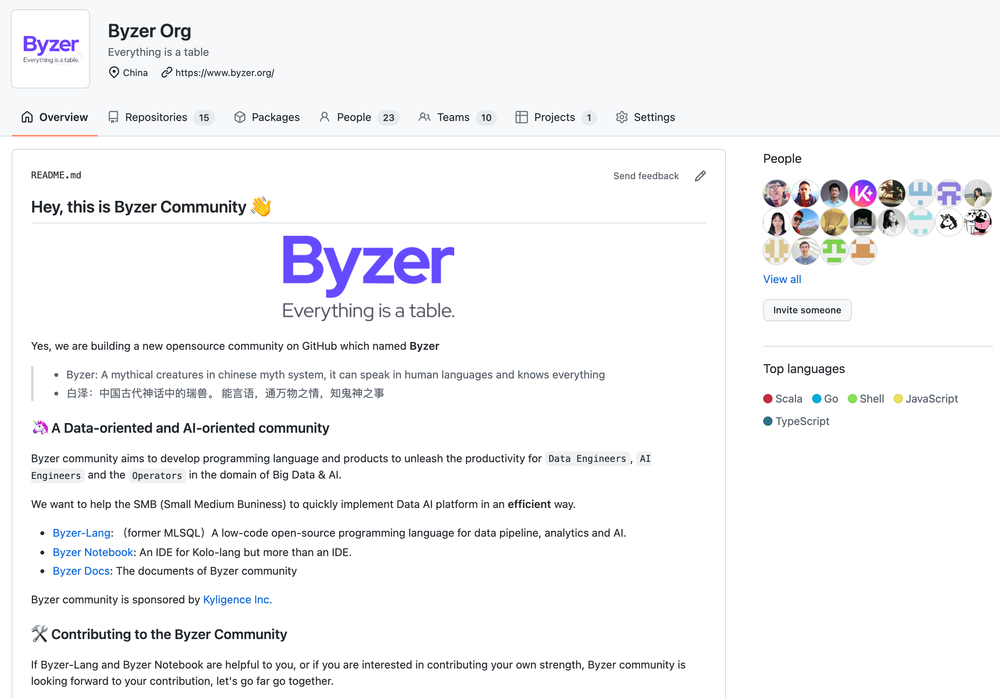 Byzer
Everything is a table.
Byzer Org
Everything is a table
China https://www.byzer.org/
Overview Repositories 15 Packages People 23 Teams 10 Projects 1 Settings
README.md
Send feedback
Hey, this is Byzer Community 👋
Byzer
Everything is a table.
Yes, we are building a new opensource community on GitHub which named Byzer
• Byzer: A mythical creatures in chinese myth system, it can speak in human languages and knows everything
• 白泽：中国古代神话中的瑞兽。 能言语，通万物之情，知鬼神之事
🦄 A Data-oriented and AI-oriented community
Byzer community aims to develop programming language and products to unleash the productivity for Data Engineers, AI
Engineers and the Operators in the domain of Big Data & AI.
We want to help the SMB (Small Medium Buniness) to quickly implement Data AI platform in an efficient way.
• Byzer-Lang: （former MLSQL）A low-code open-source programming language for data pipeline, analytics and AI.
• Byzer Notebook: An IDE for Kolo-lang but more than an IDE.
• Byzer Docs: The documents of Byzer community
Byzer community is sponsored by Kyligence Inc.
🛠 Contributing to the Byzer Community
If Byzer-Lang and Byzer Notebook are helpful to you, or if you are interested in contributing your own strength, Byzer community is
looking forward to your contribution, let's go far go together.
People
K
View all
Invite someone
Top languages
Scala Go Shell JavaScript
TypeScript